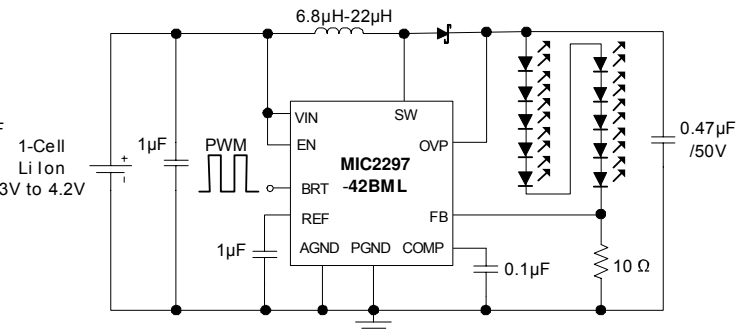 6.8µH-22µH
1-Cell
Li Ion
3V to 4.2V
1µF
PWM
VIN
SW
EN
OVP
MIC2297
-42BML
BRT
REF
FB
1µF
AGND PGND COMP
0.1µF
10 Ω
0.47µF
/50V
+
-
F